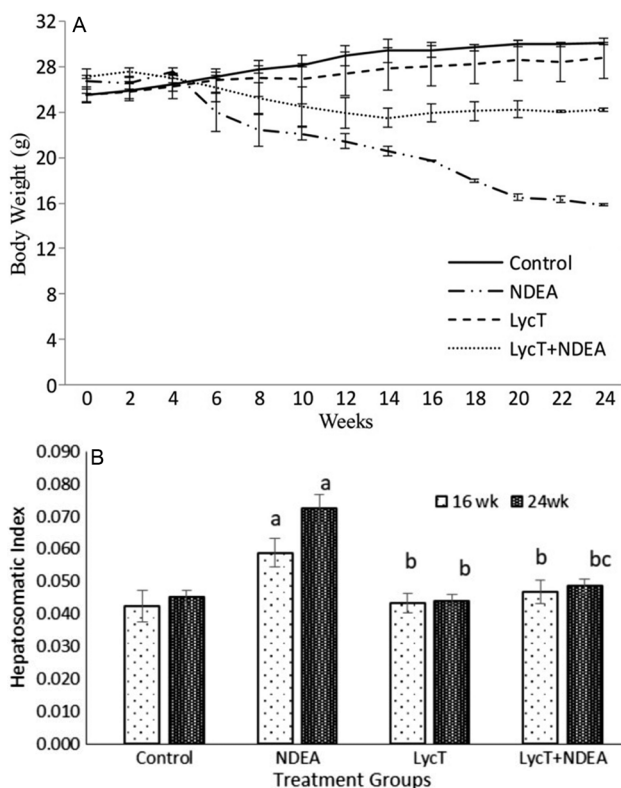 A
32
28
24
20
16
12
8
4
0
Body Weight (g)
Control
NDEA
LycT
LycT+NDEA
0 2 4 6 8 10 12 14 16 18 20 22 24
Weeks
B
0.090
0.080
0.070
0.060
0.050
0.040
0.030
0.020
0.010
0.000
Hepatosomatic Index
16 wk 24wk
a a b b b bc
Control NDEA LycT LycT+NDEA
Treatment Groups